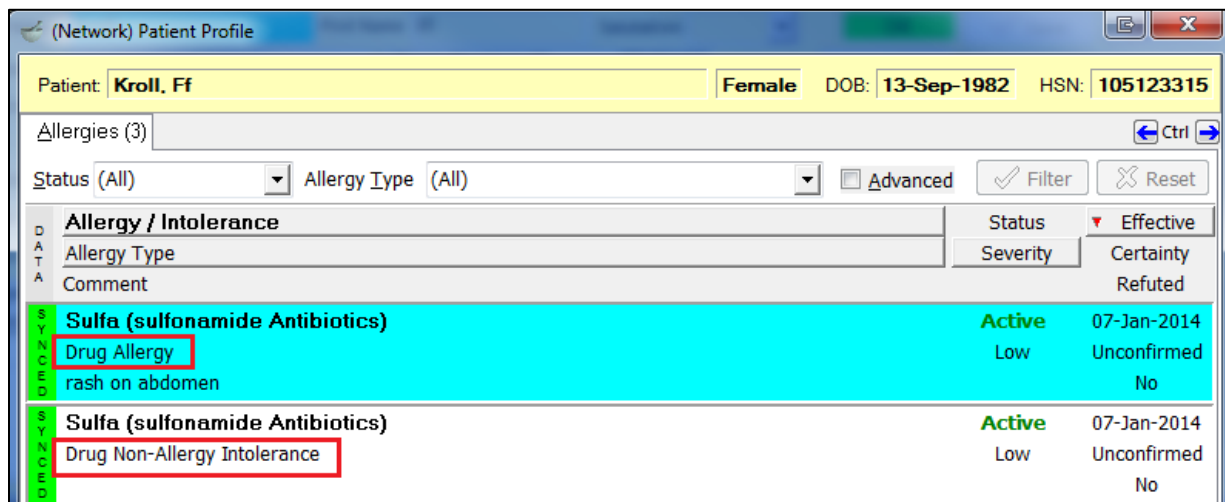 (Network) Patient Profile
Patient: Kroll, Ff Female DOB: 13-Sep-1982 HSN: 105123315
Allergies (3) Ctrl
Status (All) Allergy Type (All) Advanced Filter Reset
DATA
Allergy / Intolerance Status Effective
Allergy Type Severity Certainty
Comment Refuted
SYNCED
Sulfa (sulfonamide Antibiotics) Active 07-Jan-2014
Drug Allergy Low Unconfirmed
rash on abdomen No
SYNCED
Sulfa (sulfonamide Antibiotics) Active 07-Jan-2014
Drug Non-Allergy Intolerance Low Unconfirmed
No